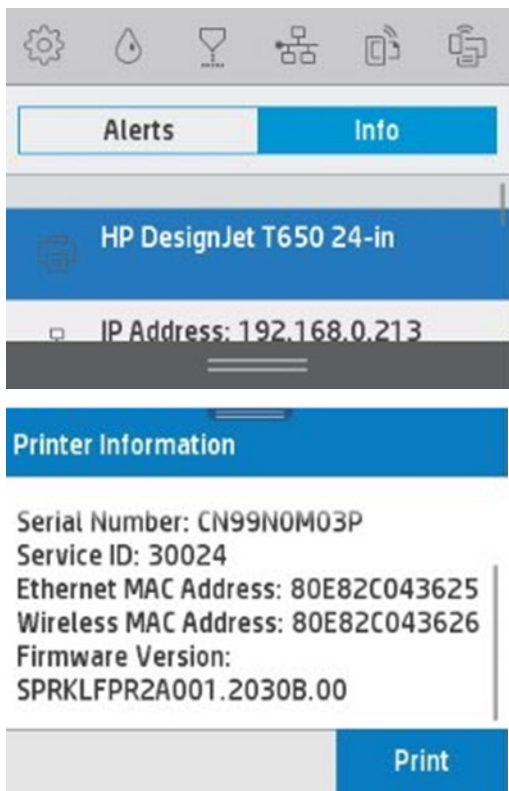 Alerts
Info
HP DesignJet T650 24-in
IP Address: 192.168.0.213
Printer Information
Serial Number: CN99N0M03P
Service ID: 30024
Ethernet MAC Address: 80E82C043625
Wireless MAC Address: 80E82C043626
Firmware Version:
SPRKLFPR2A001.2030B.00
Print